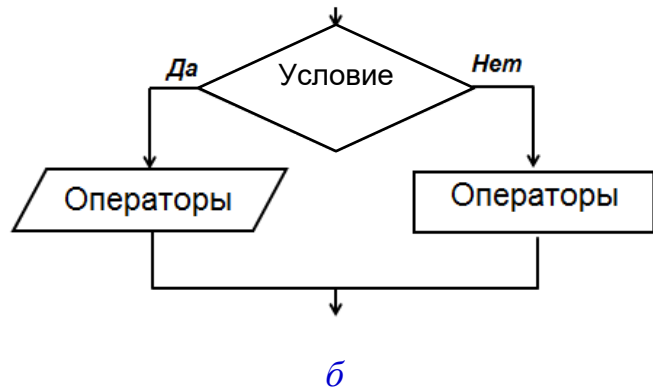 Условие
Да
Нет
Операторы
Операторы
б